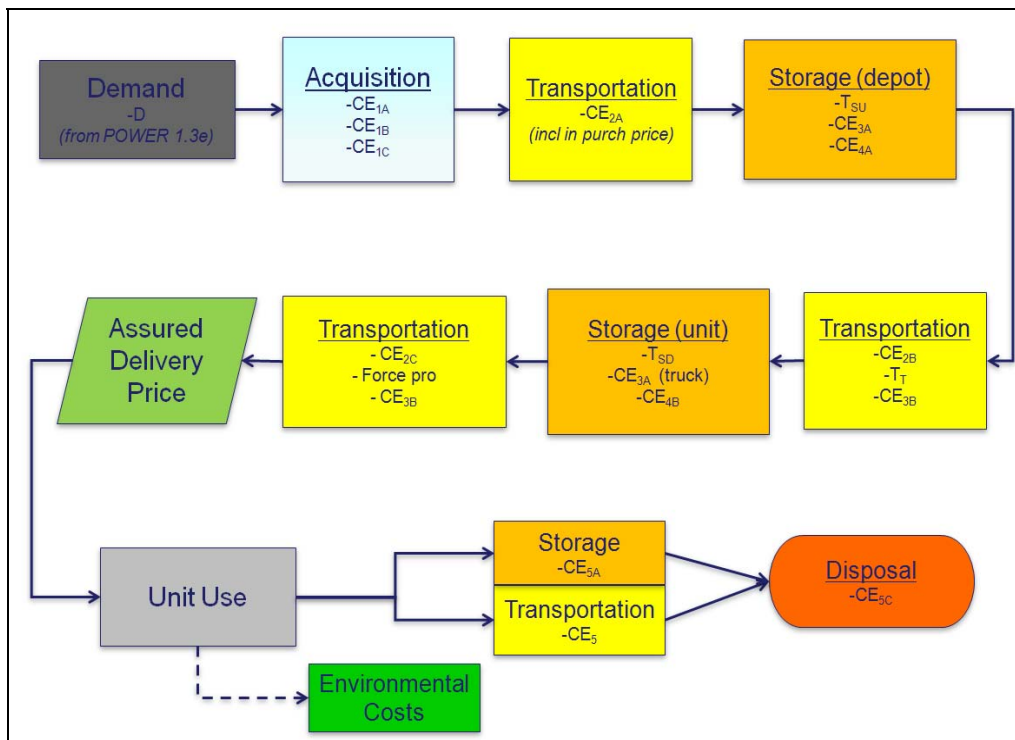 Demand
-D
(from POWER 1.3e)
Acquisition
-CE1A
-CE1B
-CE1C
Transportation
-CE2A
(incl in purch price)
Storage (depot)
-TSU
-CE3A
-CE4A
Assured
Delivery
Price
Transportation
- CE2C
- Force pro
- CE3B
Storage (unit)
- TSD
-CE3A (truck)
- CE4B
Transportation
-CE2B
-TT
-CE3B
Unit Use
Storage
-CE5A
Transportation
-CE5
Disposal
-CE5C
Environmental
Costs